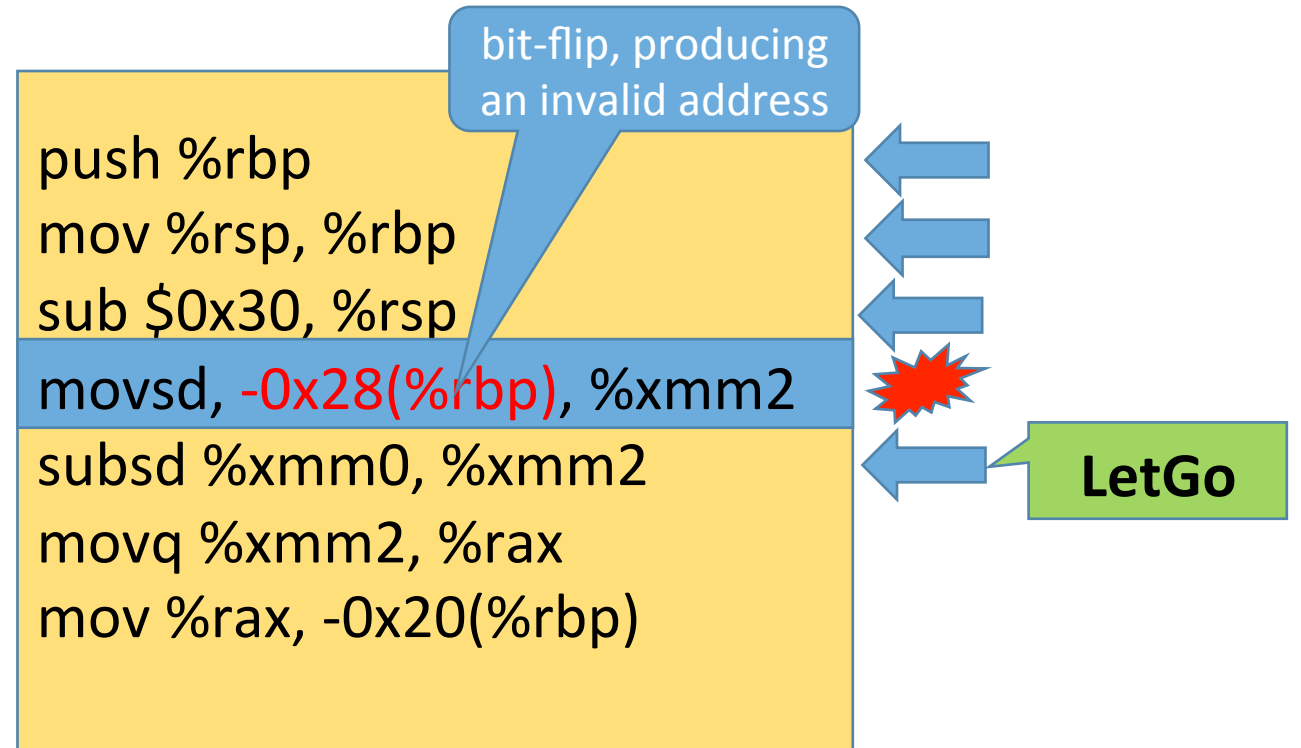 bit-flip, producing
an invalid address
push %rbp
mov %rsp, %rbp
sub $0x30, %rsp
movsd, -0x28(%rbp), %xmm2
subsd %xmm0, %xmm2
LetGo
movq %xmm2, %rax
mov %rax, -0x20(%rbp)